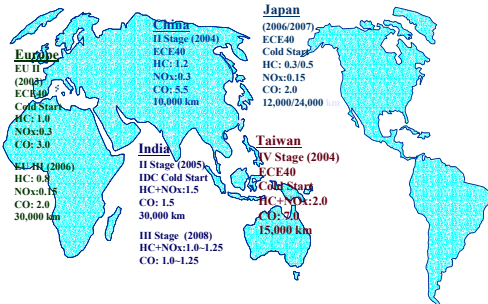 Europe
EU II
(2003)
ECE40
Cold Start
HC: 1.0
NOx:0.3
CO: 3.0
EU III (2006)
HC: 0.8
NOx:0.15
CO: 2.0
30,000 km
China
II Stage (2004)
ECE40
HC: 1.2
NOx:0.3
CO: 5.5
10,000 km
Japan
(2006/2007)
ECE40
Cold Start
HC: 0.3/0.5
NOx:0.15
CO: 2.0
12,000/24,000 km
India
II Stage (2005)
IDC Cold Start
HC+NOx:1.5
CO: 1.5
30,000 km
III Stage (2008)
HC+NOx:1.0~1.25
CO: 1.0~1.25
Taiwan
IV Stage (2004)
ECE40
Cold Start
HC+NOx:2.0
CO: 7.0
15,000 km